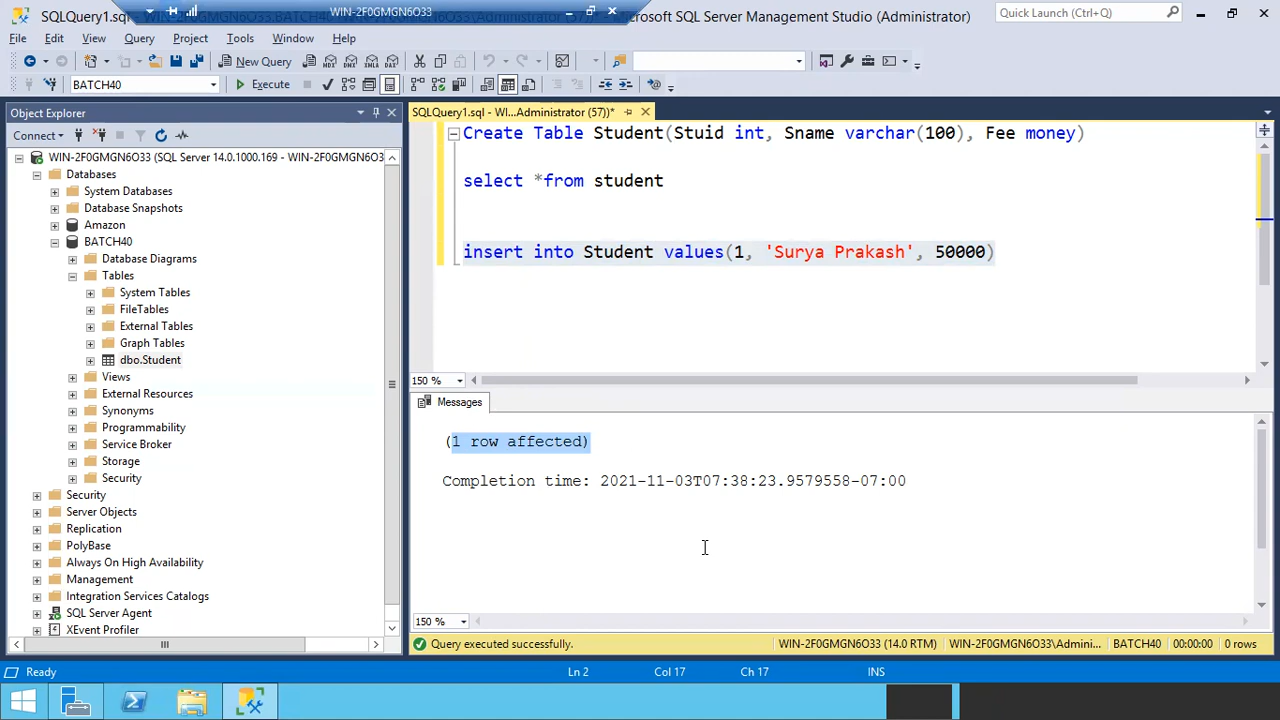 SQLQuery1.sql - WIN-2F0GMGN6O33.BATCH40
WIN-2F0GMGN6O33
Microsoft SQL Server Management Studio (Administrator)
Quick Launch (Ctrl+Q)
File Edit View Query Project Tools Window Help
New Query
MDX DMX XMLA DAX
BATCH40
Execute
Object Explorer
SQLQuery1.sql - WI...Administrator (57))*
Connect
WIN-2F0GMGN6O33 (SQL Server 14.0.1000.169 - WIN-2F0GMGN6O33
Databases
System Databases
Database Snapshots
Amazon
BATCH40
Database Diagrams
Tables
System Tables
FileTables
External Tables
Graph Tables
dbo.Student
Views
External Resources
Synonyms
Programmability
Service Broker
Storage
Security
Security
Server Objects
Replication
PolyBase
Always On High Availability
Management
Integration Services Catalogs
SQL Server Agent
XEvent Profiler
Create Table Student(Stuid int, Sname varchar(100), Fee money)
select *from student
insert into Student values(1, 'Surya Prakash', 50000)
150 %
Messages
(1 row affected)
Completion time: 2021-11-03T07:38:23.9579558-07:00
150 %
Query executed successfully.
WIN-2F0GMGN6O33 (14.0 RTM)
WIN-2F0GMGN6O33\Admini...
BATCH40
00:00:00
0 rows
Ready
Ln 2
Col 17
Ch 17
INS